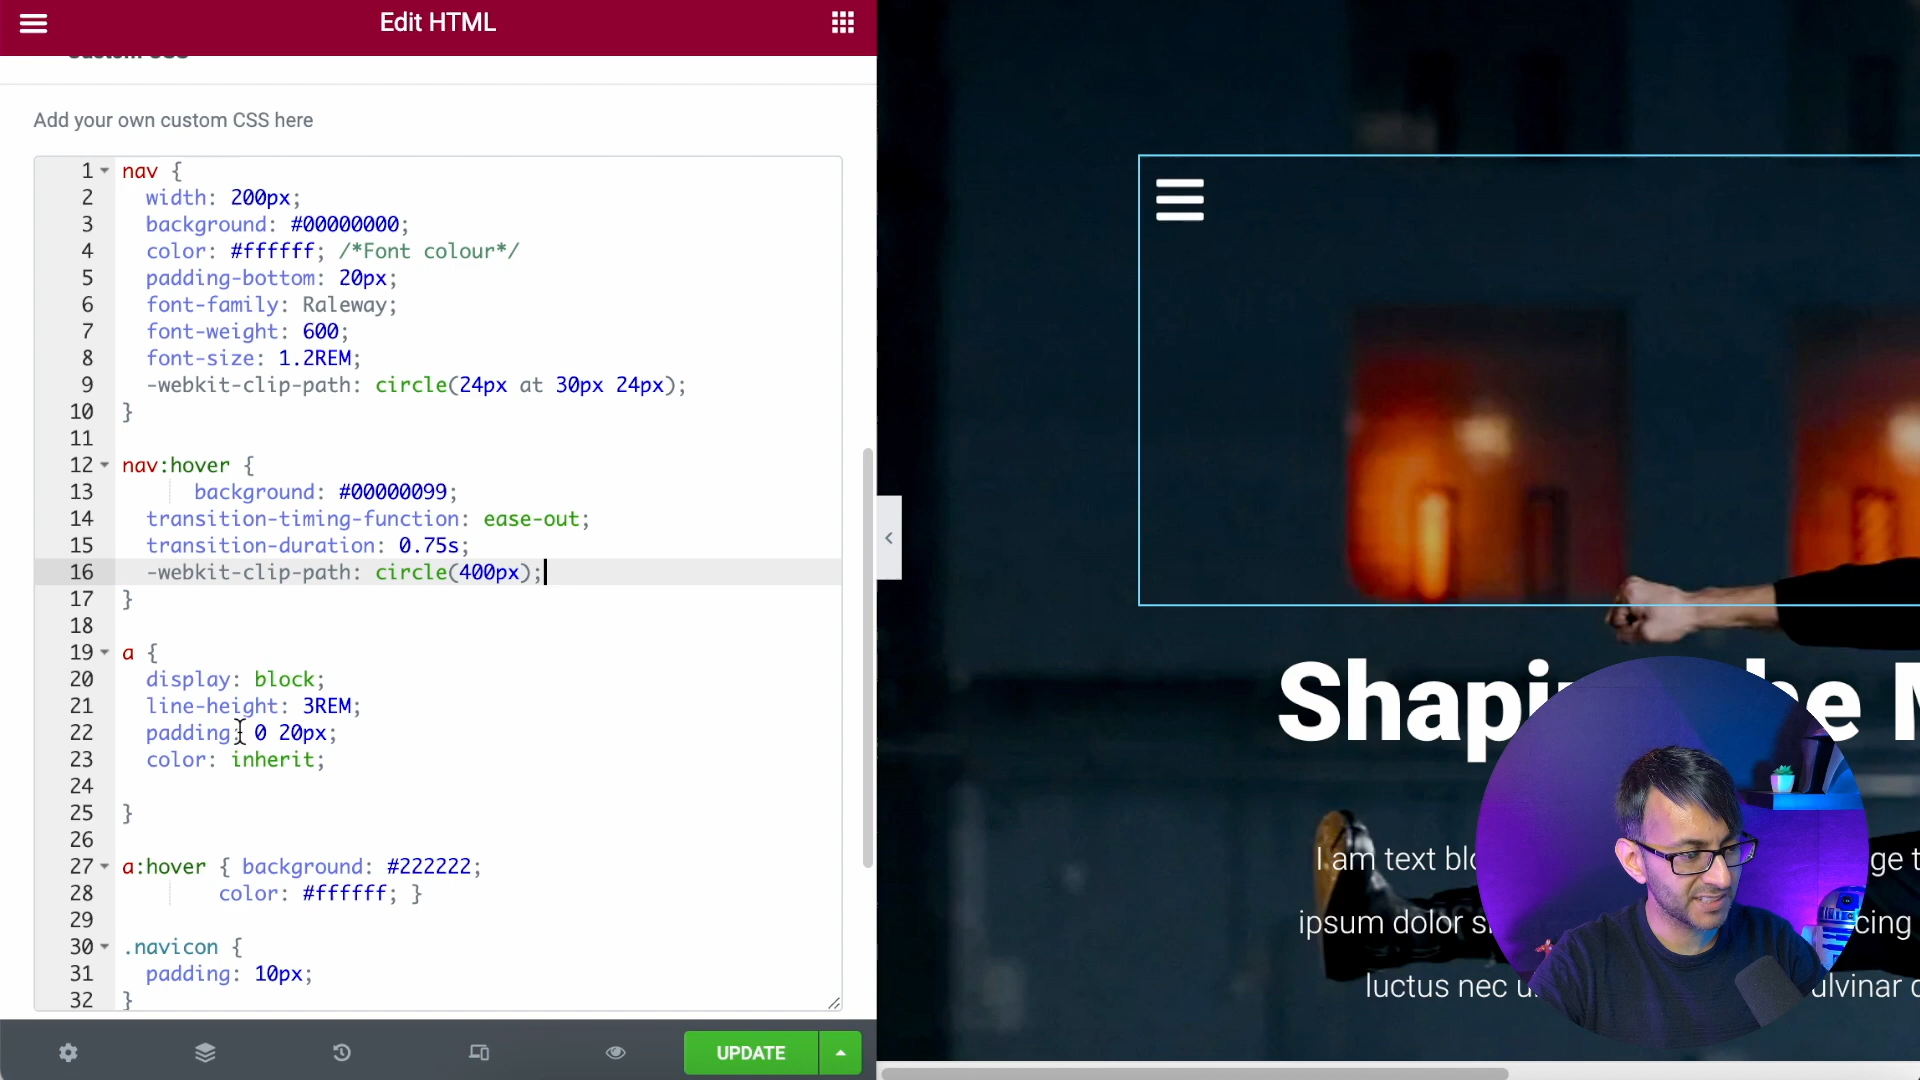 Edit HTML
Custom CSS
Add your own custom CSS here
1 nav {
2 width: 200px;
3 background: #00000000;
4 color: #ffffff; /*Font colour*/
5 padding-bottom: 20px;
6 font-family: Raleway;
7 font-weight: 600;
8 font-size: 1.2REM;
9 -webkit-clip-path: circle(24px at 30px 24px);
10 }
11
12 nav:hover {
13 background: #00000099;
14 transition-timing-function: ease-out;
15 transition-duration: 0.75s;
16 -webkit-clip-path: circle(400px);
17 }
18
19 a {
20 display: block;
21 line-height: 3REM;
22 padding: 0 20px;
23 color: inherit;
24
25 }
26
27 a:hover { background: #222222;
28 color: #ffffff; }
29
30 .navicon {
31 padding: 10px;
32 }
UPDATE
I am text
ipsum dolor
luctus nec